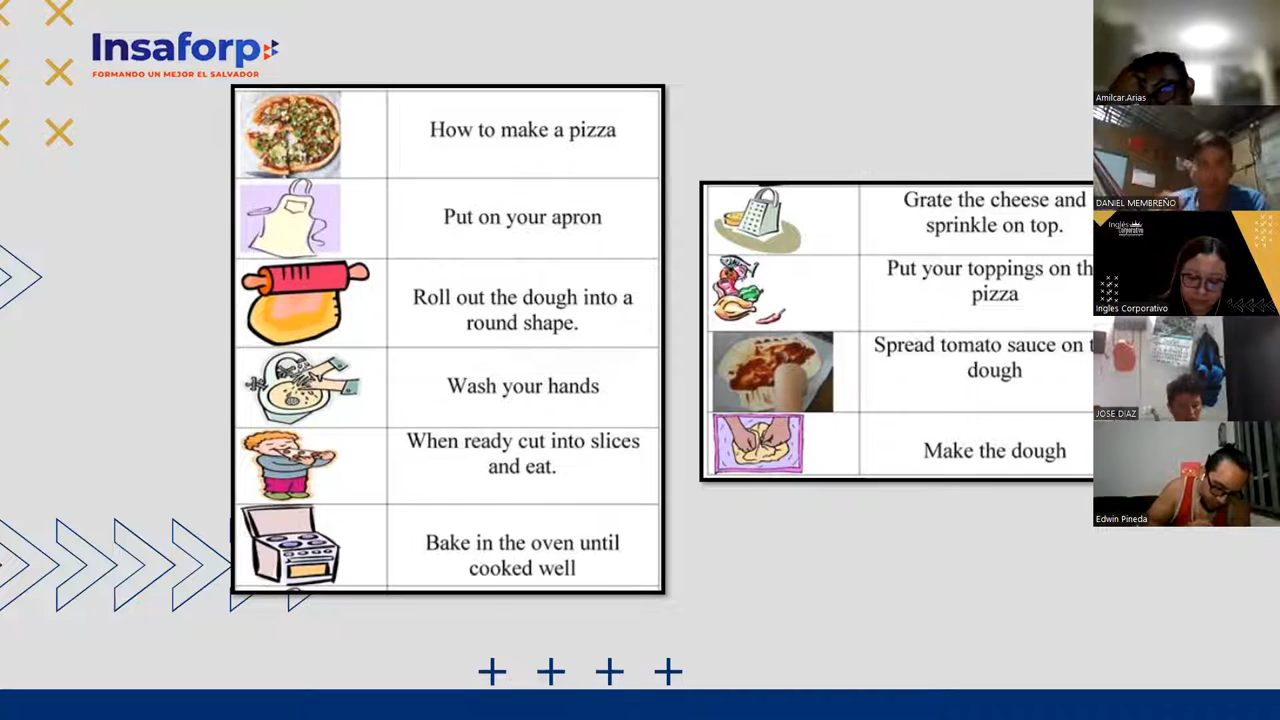 Insaforp
FORMANDO UN MEJOR EL SALVADOR
How to make a pizza
Put on your apron
Roll out the dough into a
round shape.
Wash your hands
When ready cut into slices
and eat.
Bake in the oven until
cooked well
Grate the cheese and
sprinkle on top.
Put your toppings on th
pizza
Spread tomato sauce on
dough
Make the dough
Amilcar.Arias
DANIEL MEMBREÑO
Inglés
Corporativo
Ingles Corporativo
JOSE DIAZ
Edwin Pineda